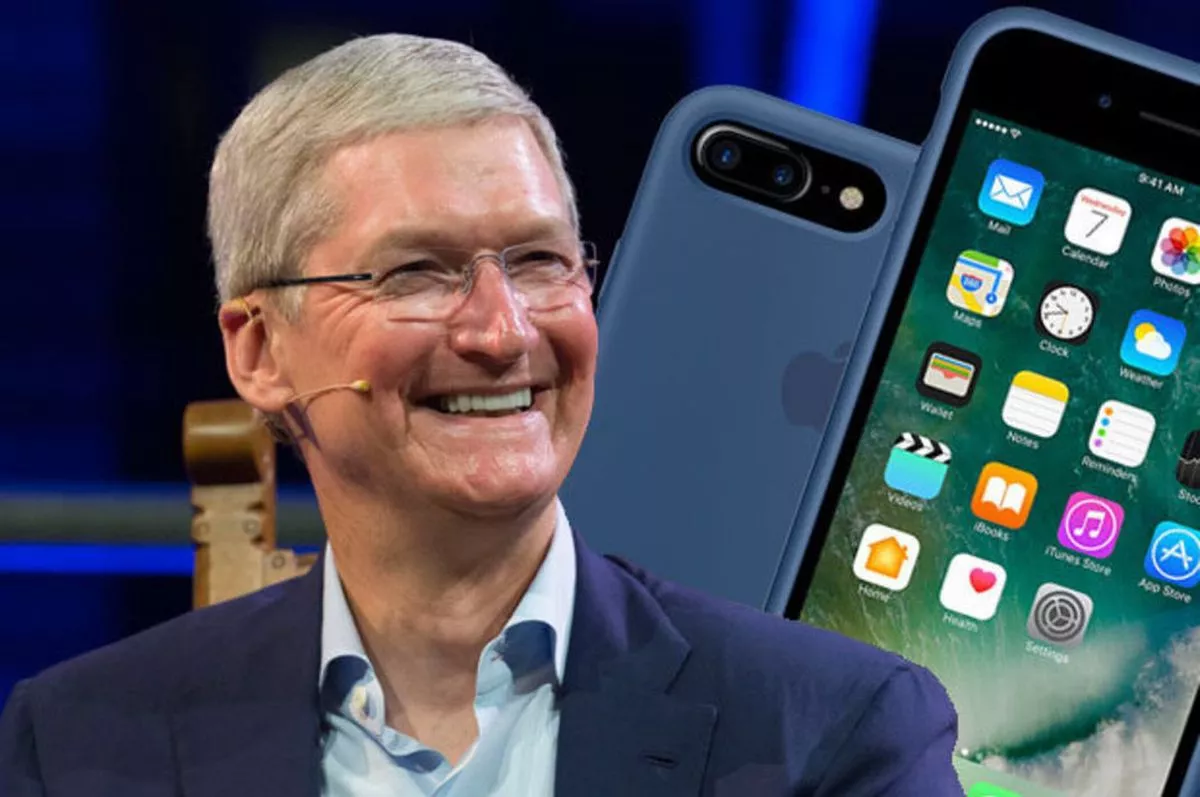 9:41 AM
Mail
Wednesday
7
Calendar
Photos
Maps
280
Clock
Weather
Wallet
Notes
Reminders
Videos
iBooks
iTunes Store
App Store
Home
Health
Settings